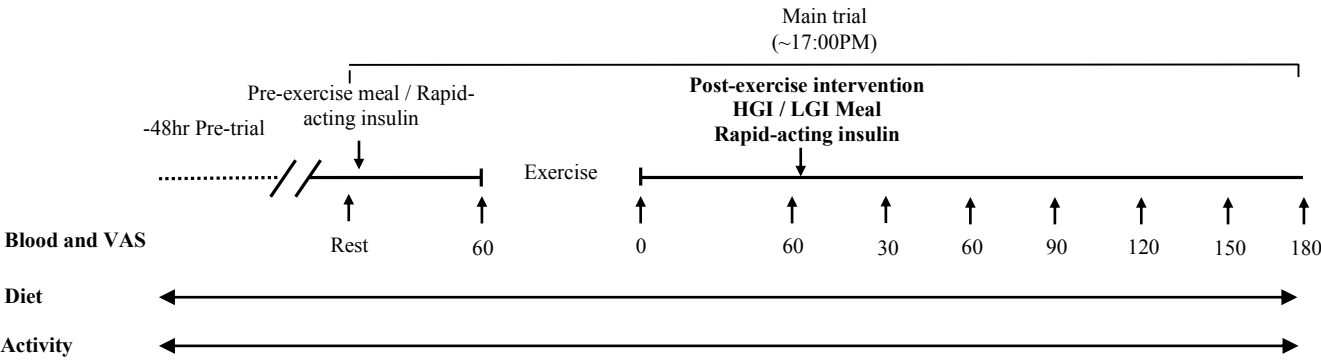 Main trial
(~17:00PM)
Pre-exercise meal / Rapid-
acting insulin
Post-exercise intervention
HGI / LGI Meal
Rapid-acting insulin
-48hr Pre-trial
Exercise
Blood and VAS
Rest 60 0 60 30 60 90 120 150 180
Diet
Activity